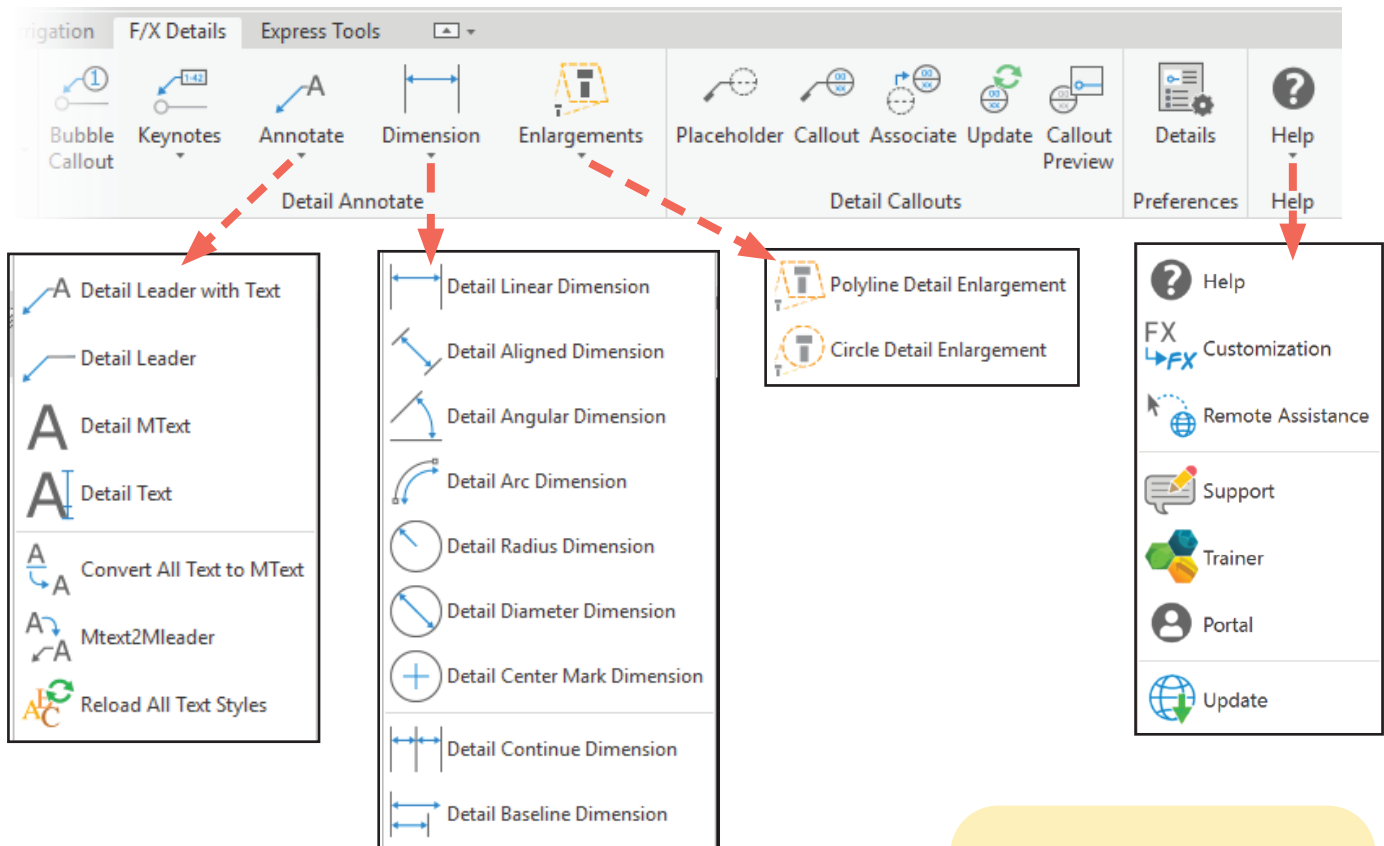 F/X Details Express Tools
1
1-42
A
Bubble Callout
Keynotes
Annotate
Dimension
Enlargements
Placeholder
Callout
Associate
Update
Callout Preview
Details
Help
Detail Annotate
Detail Callouts
Preferences
Help
Detail Leader with Text
Detail Leader
Detail MText
Detail Text
Convert All Text to MText
Mtext2Mleader
Reload All Text Styles
Detail Linear Dimension
Detail Aligned Dimension
Detail Angular Dimension
Detail Arc Dimension
Detail Radius Dimension
Detail Diameter Dimension
Detail Center Mark Dimension
Detail Continue Dimension
Detail Baseline Dimension
Polyline Detail Enlargement
Circle Detail Enlargement
Help
FX
FX
Customization
Remote Assistance
Support
Trainer
Portal
Update